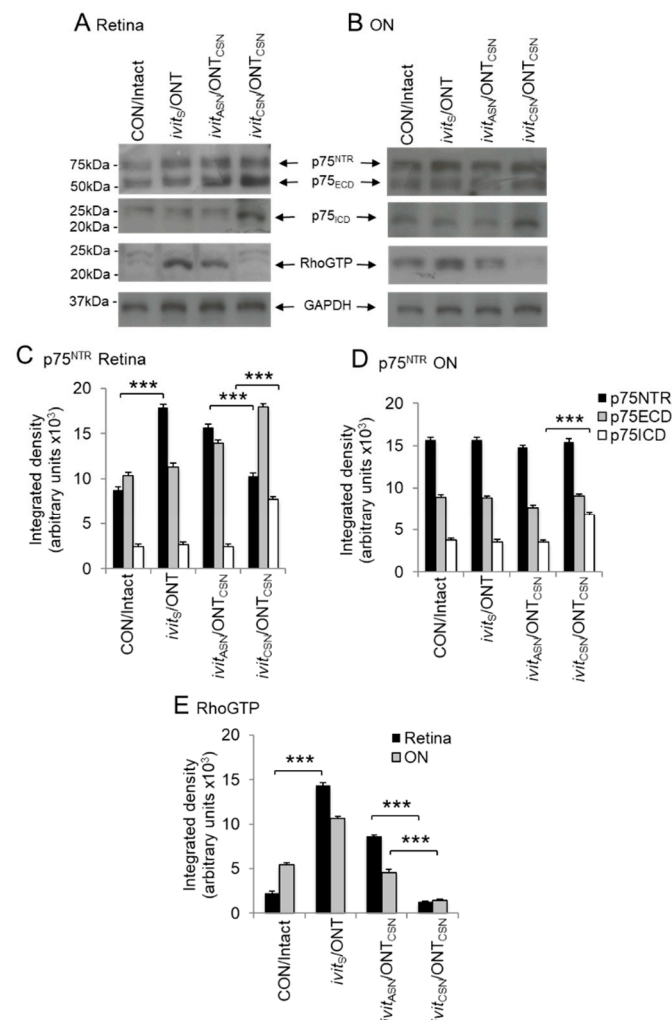 A Retina
B ON
CON/Intact
ivitS/ONT
ivitASN/ONTCSN
ivitCSN/ONTCSN
CON/Intact
ivitS/ONT
ivitASN/ONTCSN
ivitCSN/ONTCSN
75kDa -
50kDa -
25kDa -
20kDa -
25kDa -
20kDa -
37kDa -
p75NTR
p75ECD
p75ICD
RhoGTP
GAPDH
C p75NTR Retina
Integrated density
(arbitrary units x10³)
20
15
10
5
0
***
***
***
CON/Intact
ivitS/ONT
ivitASN/ONTCSN
ivitCSN/ONTCSN
D p75NTR ON
Integrated density
(arbitrary units x10³)
20
15
10
5
0
***
p75NTR
p75ECD
p75ICD
CON/Intact
ivitS/ONT
ivitASN/ONTCSN
ivitCSN/ONTCSN
E RhoGTP
Integrated density
(arbitrary units x10³)
20
15
10
5
0
Retina
ON
***
***
***
CON/Intact
ivitS/ONT
ivitASN/ONTCSN
ivitCSN/ONTCSN